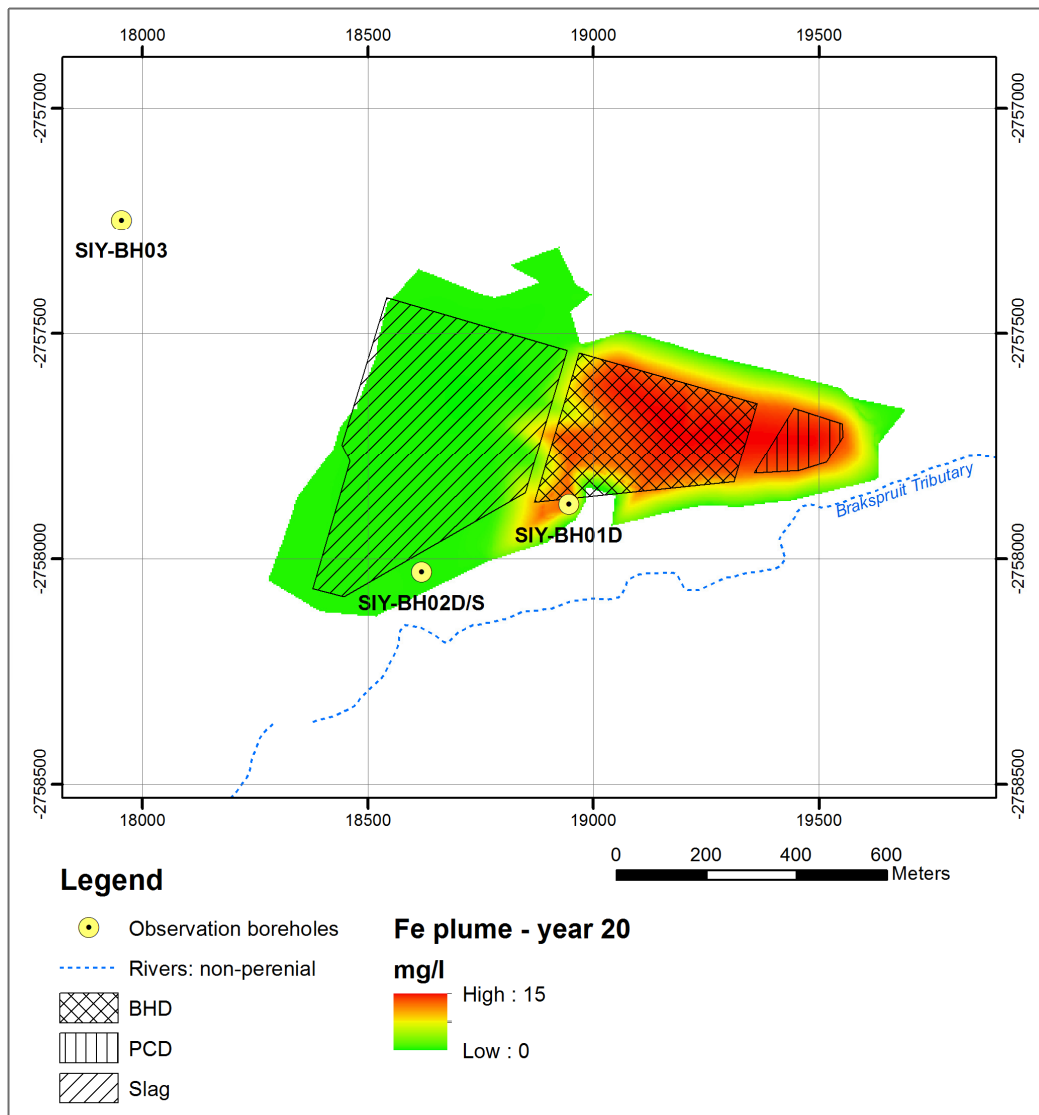 18000 18500 19000 19500
-2757000 -2757000
SIY-BH03
-2757500 -2757500
Brakspruit Tributary
SIY-BH01D
-2758000 -2758000
SIY-BH02D/S
-2758500 -2758500
18000 18500 19000 19500
0 200 400 600
Meters
Legend
Observation boreholes
Rivers: non-perenial
BHD
PCD
Slag
Fe plume - year 20
mg/l
High : 15
Low : 0